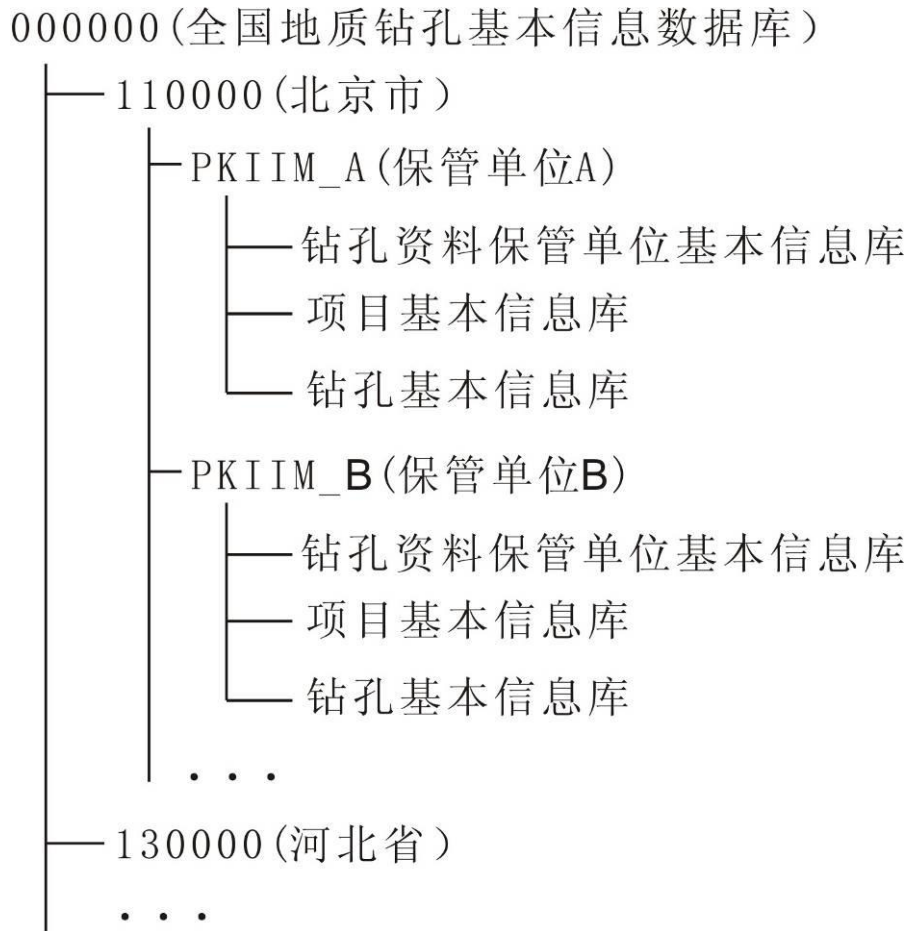 000000(全国地质钻孔基本信息数据库)
110000(北京市)
PKIIM_A(保管单位A)
钻孔资料保管单位基本信息库
项目基本信息库
钻孔基本信息库
PKIIM_B(保管单位B)
钻孔资料保管单位基本信息库
项目基本信息库
钻孔基本信息库
...
130000(河北省)
...